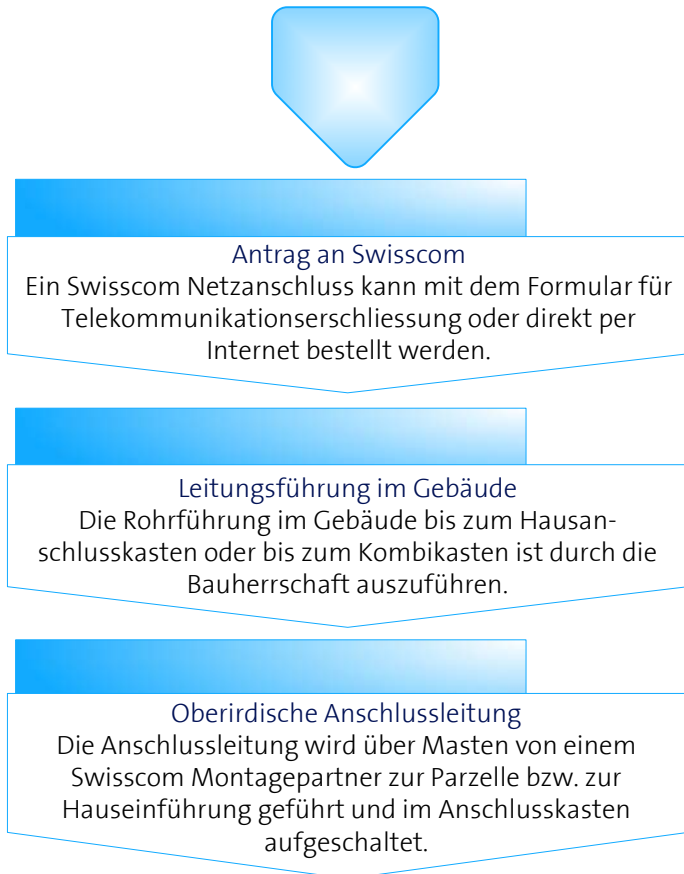 Antrag an Swisscom
Ein Swisscom Netzanschluss kann mit dem Formular für
Telekommunikationserschliessung oder direkt per
Internet bestellt werden.
Leitungsführung im Gebäude
Die Rohrführung im Gebäude bis zum Hausan-
schlusskasten oder bis zum Kombikasten ist durch die
Bauherrschaft auszuführen.
Oberirdische Anschlussleitung
Die Anschlussleitung wird über Masten von einem
Swisscom Montagepartner zur Parzelle bzw. zur
Hauseinführung geführt und im Anschlusskasten
aufgeschaltet.